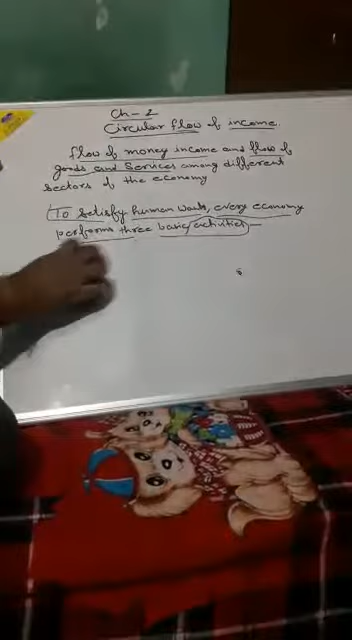 Ch-2
Circular flow of income.
flow of money income and flow of
goods and services among different
sectors of the economy
To satisfy human wants, every economy
performs three basic activities-